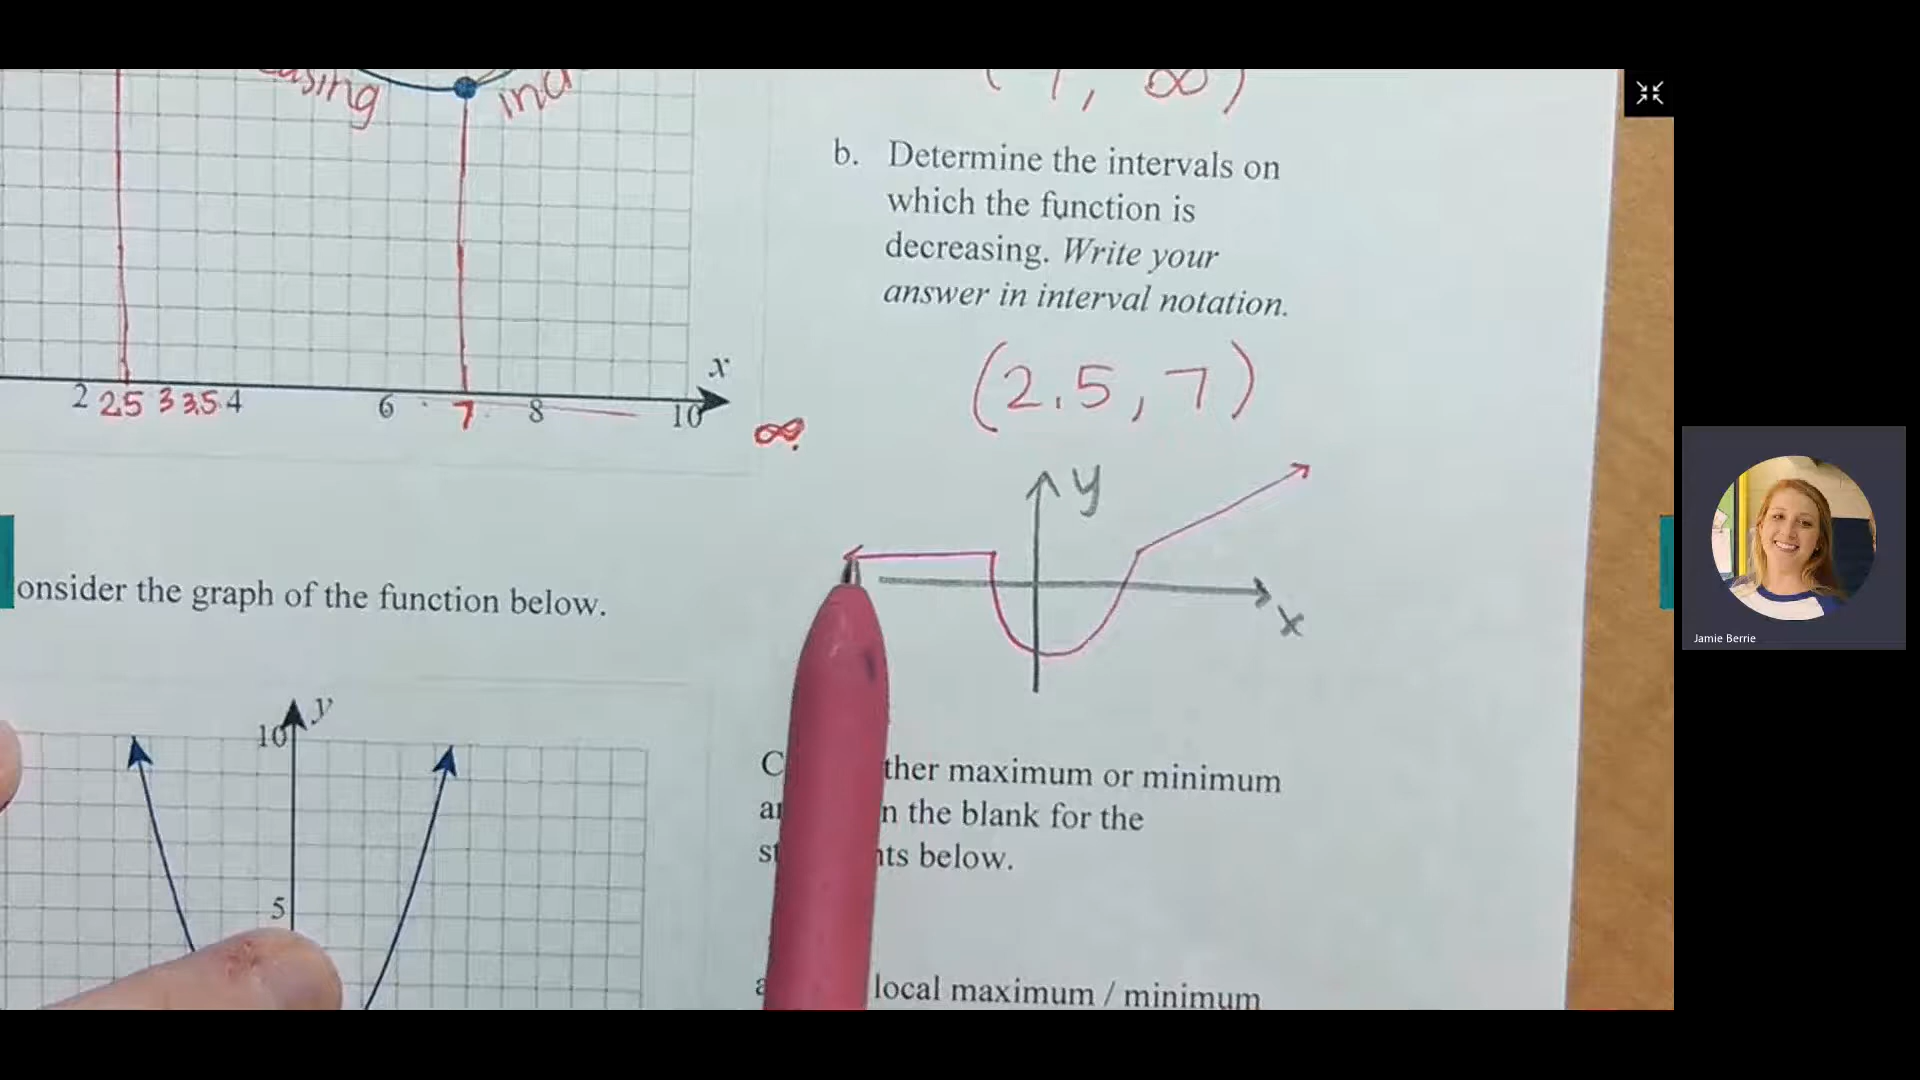 ind
( 7, ∞ )
b. Determine the intervals on
which the function is
decreasing. Write your
answer in interval notation.
(2.5, 7)
x
2 2.5 3 3.5 4 6 7 8 10
∞
y
x
onsider the graph of the function below.
y
10
5
ther maximum or minimum
n the blank for the
nts below.
local maximum / minimum
Jamie Berrie